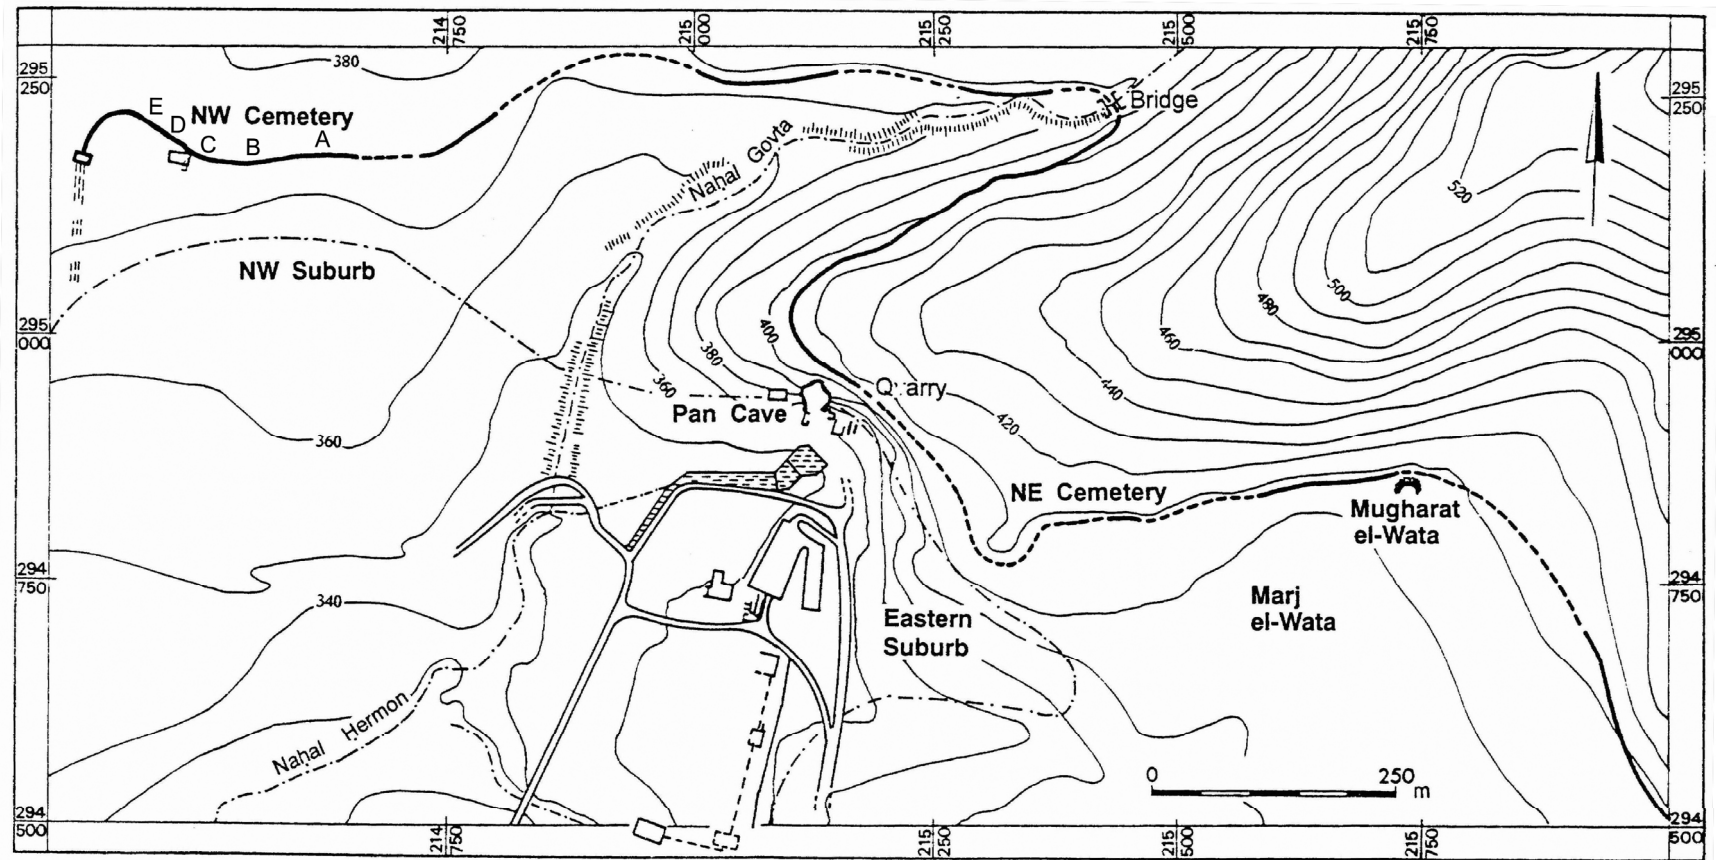 214
750
215
000
215
250
215
500
215
750
295
250
380
E
NW Cemetery
D
C
B
A
Bridge
295
250
Nahal Govta
520
NW Suburb
500
480
295
000
400
380
460
295
000
360
Pan Cave
440
420
360
NE Cemetery
Mugharat
el-Wata
294
750
340
294
750
Marj
el-Wata
Eastern
Suburb
Nahal Hermon
0
250
m
294
500
294
500
214
750
215
250
215
500
215
750